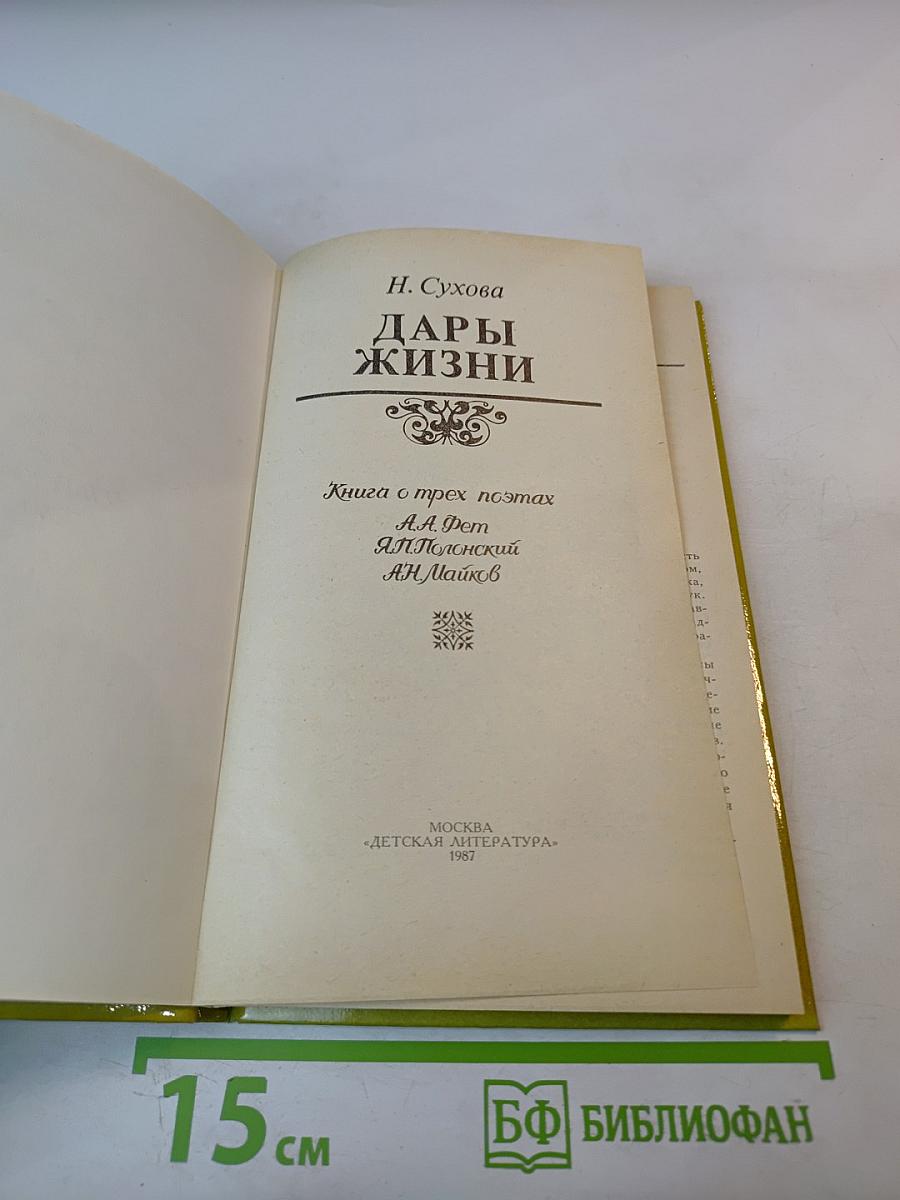 Н. Сухова
ДАРЫ
ЖИЗНИ
Книга о трех поэтах
А.А. Фет
Я.П. Полонский
А.Н. Майков
МОСКВА
«ДЕТСКАЯ ЛИТЕРАТУРА»
1987
15 см
БФ БИБЛИОФАН